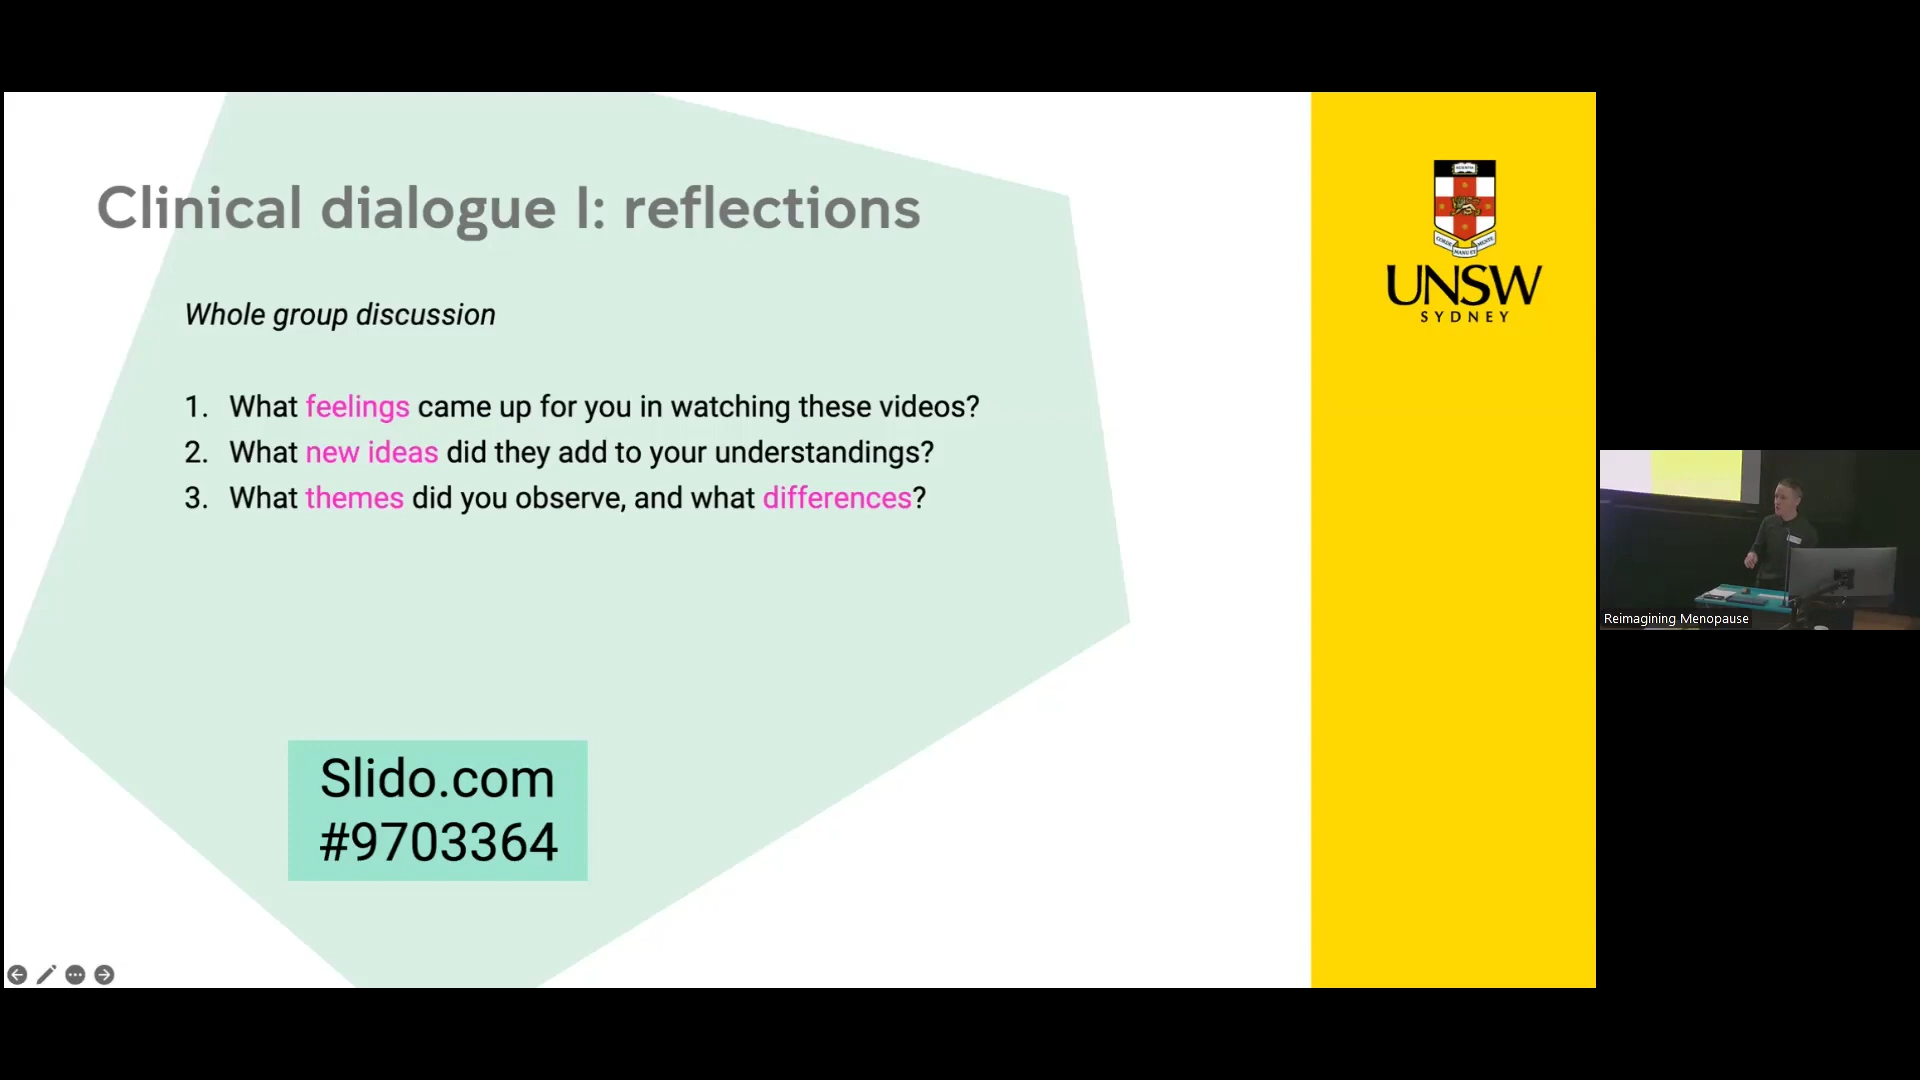 Clinical dialogue I: reflections
Whole group discussion
1. What feelings came up for you in watching these videos?
2. What new ideas did they add to your understandings?
3. What themes did you observe, and what differences?
Slido.com
#9703364
UNSW
SYDNEY
Reimagining Menopause